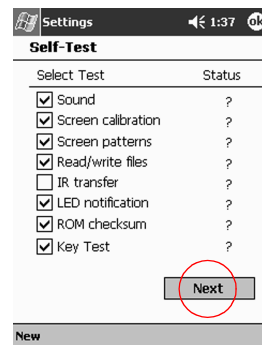 Settings 1:37 ok
Self-Test
Select Test Status
Sound ?
Screen calibration ?
Screen patterns ?
Read/write files ?
IR transfer ?
LED notification ?
ROM checksum ?
Key Test ?
Next
New